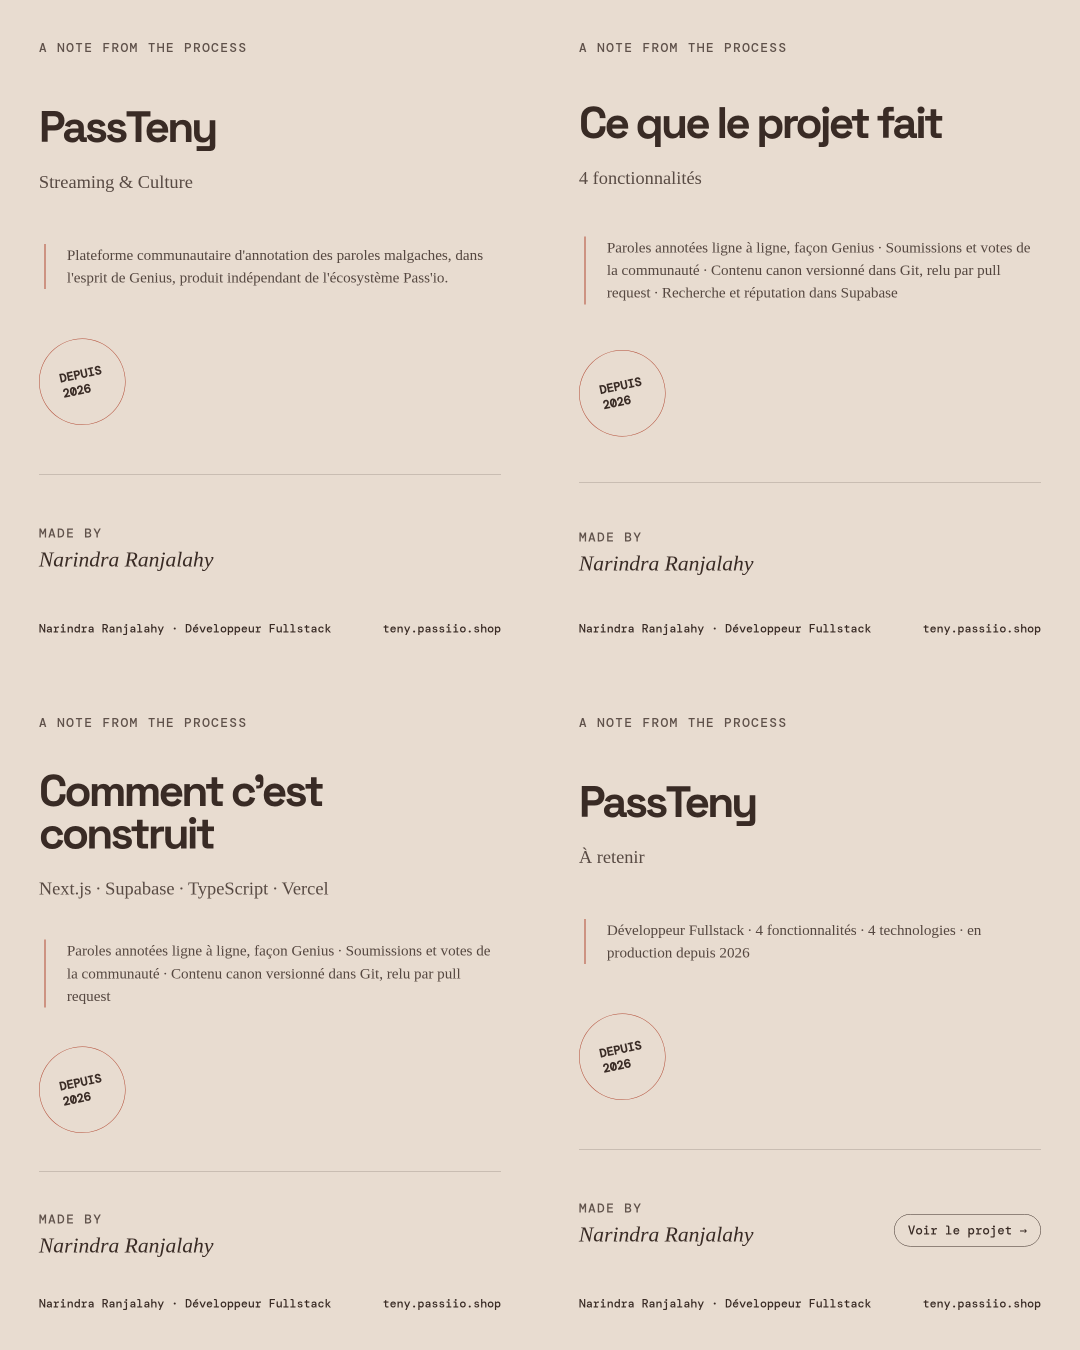 A NOTE FROM THE PROCESS
PassTeny
Streaming & Culture
Plateforme communautaire d'annotation des paroles malgaches, dans
l'esprit de Genius, produit indépendant de l'écosystème Pass'io.
DEPUIS
2026
MADE BY
Narindra Ranjalahy
Narindra Ranjalahy · Développeur Fullstack
teny.passiio.shop
A NOTE FROM THE PROCESS
Ce que le projet fait
4 fonctionnalités
Paroles annotées ligne à ligne, façon Genius · Soumissions et votes de
la communauté · Contenu canon versionné dans Git, relu par pull
request · Recherche et réputation dans Supabase
DEPUIS
2026
MADE BY
Narindra Ranjalahy
Narindra Ranjalahy · Développeur Fullstack
teny.passiio.shop
A NOTE FROM THE PROCESS
Comment c’est
construit
Next.js · Supabase · TypeScript · Vercel
Paroles annotées ligne à ligne, façon Genius · Soumissions et votes de
la communauté · Contenu canon versionné dans Git, relu par pull
request
DEPUIS
2026
MADE BY
Narindra Ranjalahy
Narindra Ranjalahy · Développeur Fullstack
teny.passiio.shop
A NOTE FROM THE PROCESS
PassTeny
À retenir
Développeur Fullstack · 4 fonctionnalités · 4 technologies · en
production depuis 2026
DEPUIS
2026
MADE BY
Narindra Ranjalahy
Voir le projet →
Narindra Ranjalahy · Développeur Fullstack
teny.passiio.shop